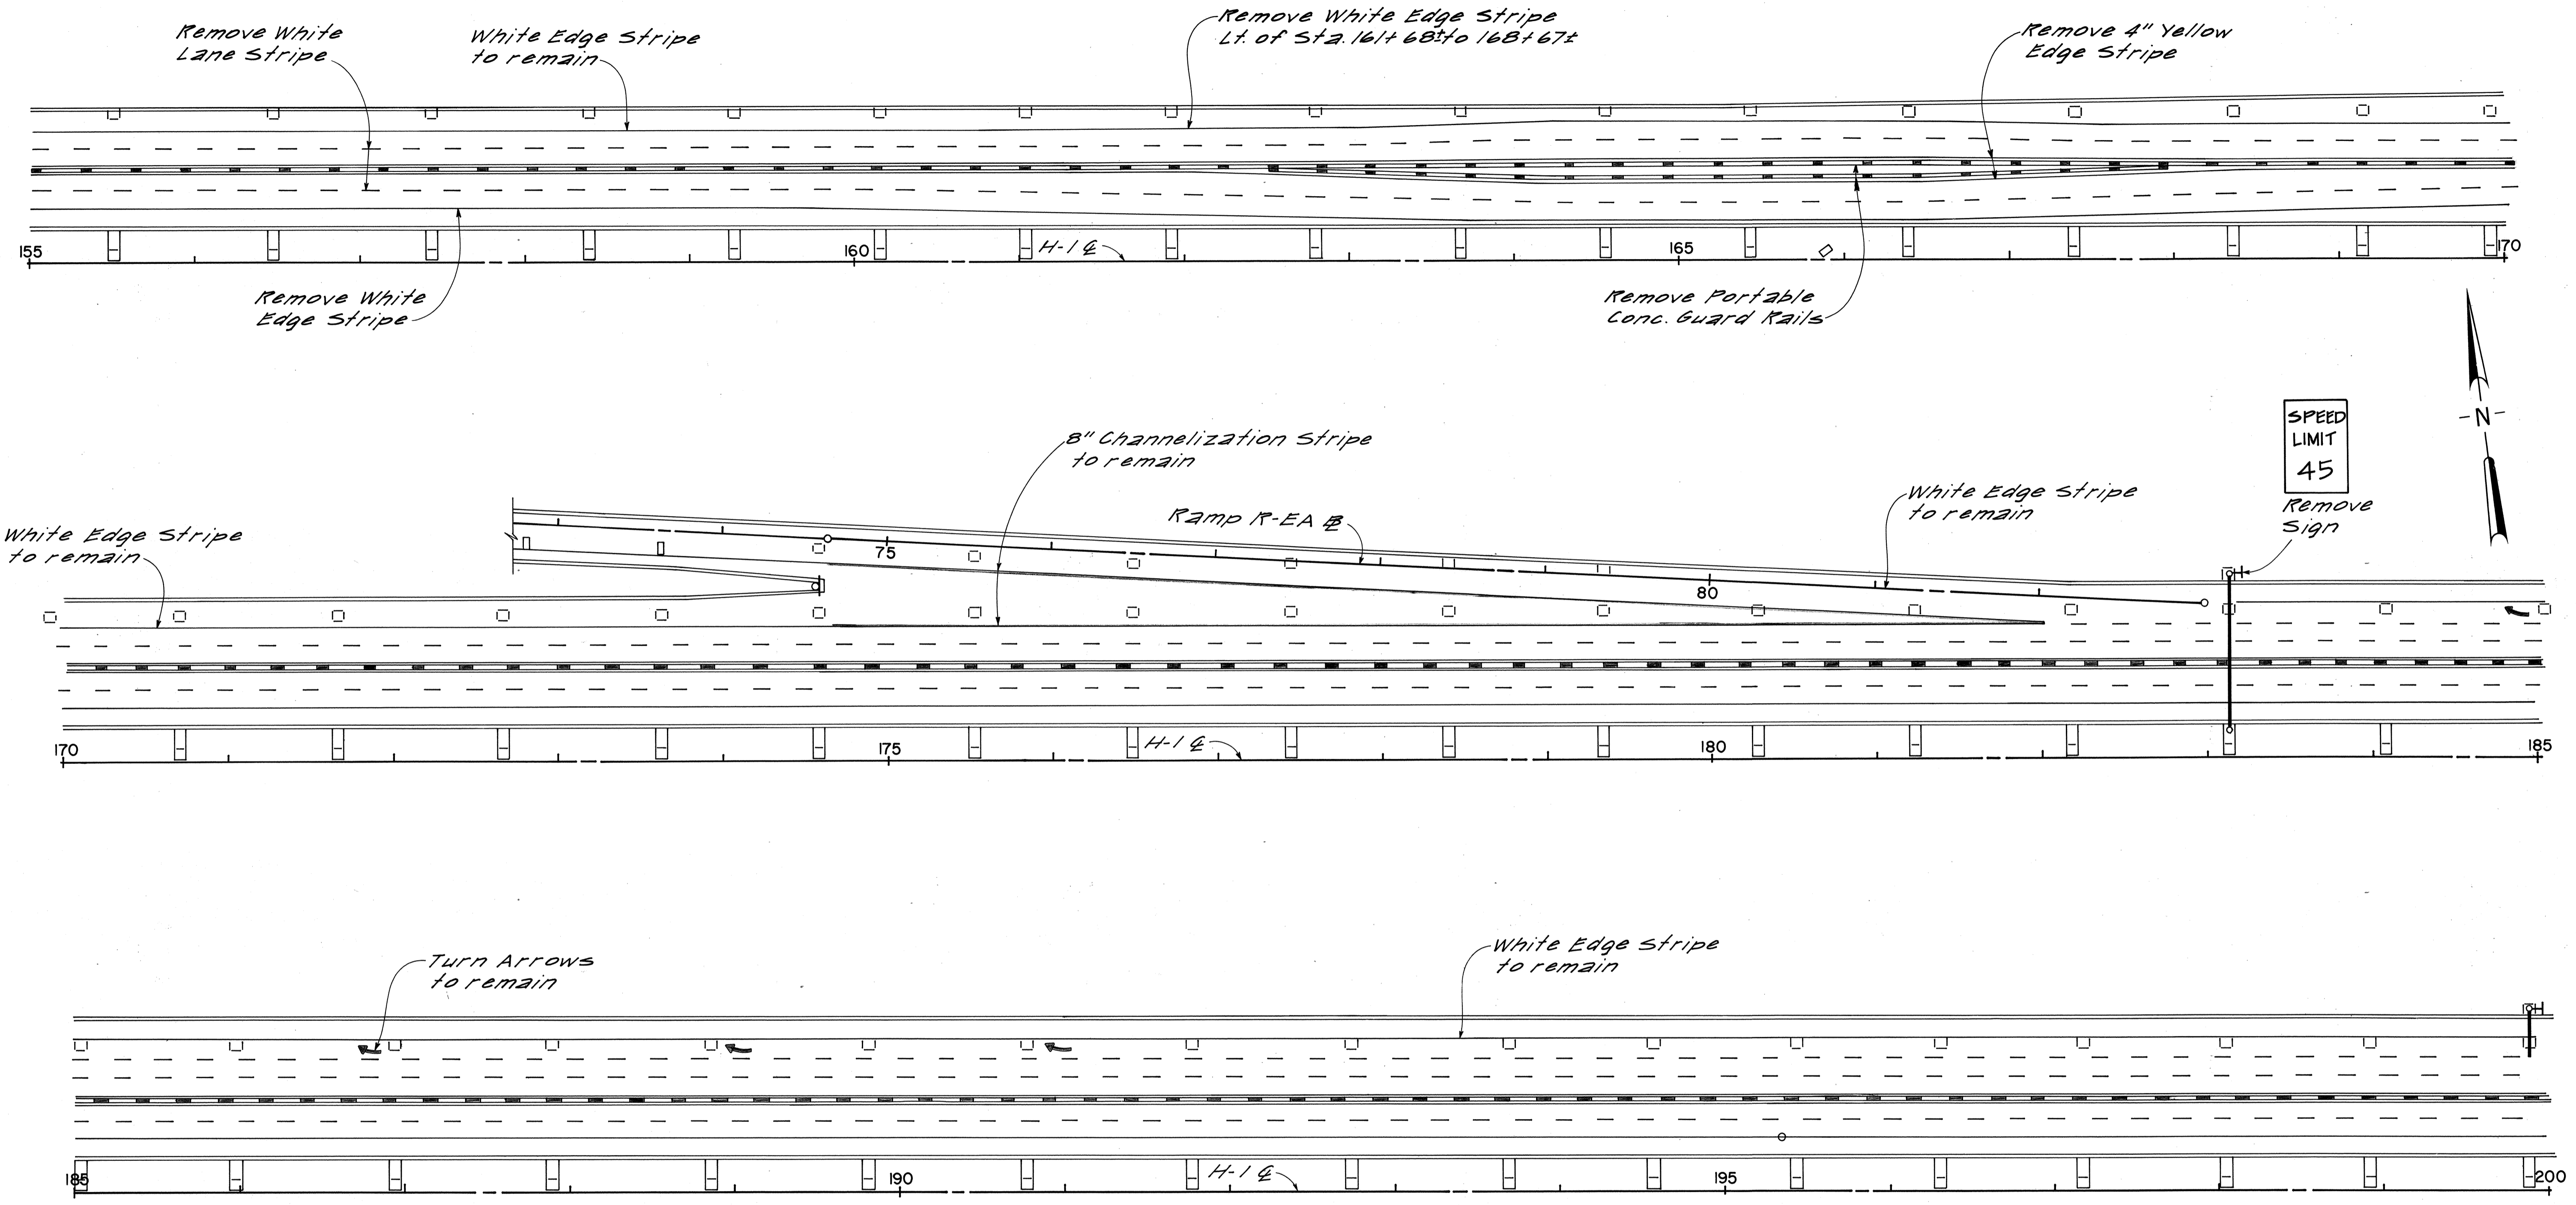 Remove White
Lane Stripe
White Edge Stripe
to remain
Remove White Edge Stripe
Lt. of Sta. 161+68± to 168+67±
Remove 4" Yellow
Edge Stripe
155
160
H-1 ℄
165
170
Remove White
Edge Stripe
Remove Portable
Conc. Guard Rails
8" Channelization Stripe
to remain
SPEED
LIMIT
45
Remove
Sign
N
White Edge Stripe
to remain
Ramp R-EA ⅊
White Edge Stripe
to remain
75
80
170
175
H-1 ℄
180
185
Turn Arrows
to remain
White Edge Stripe
to remain
185
190
H-1 ℄
195
200